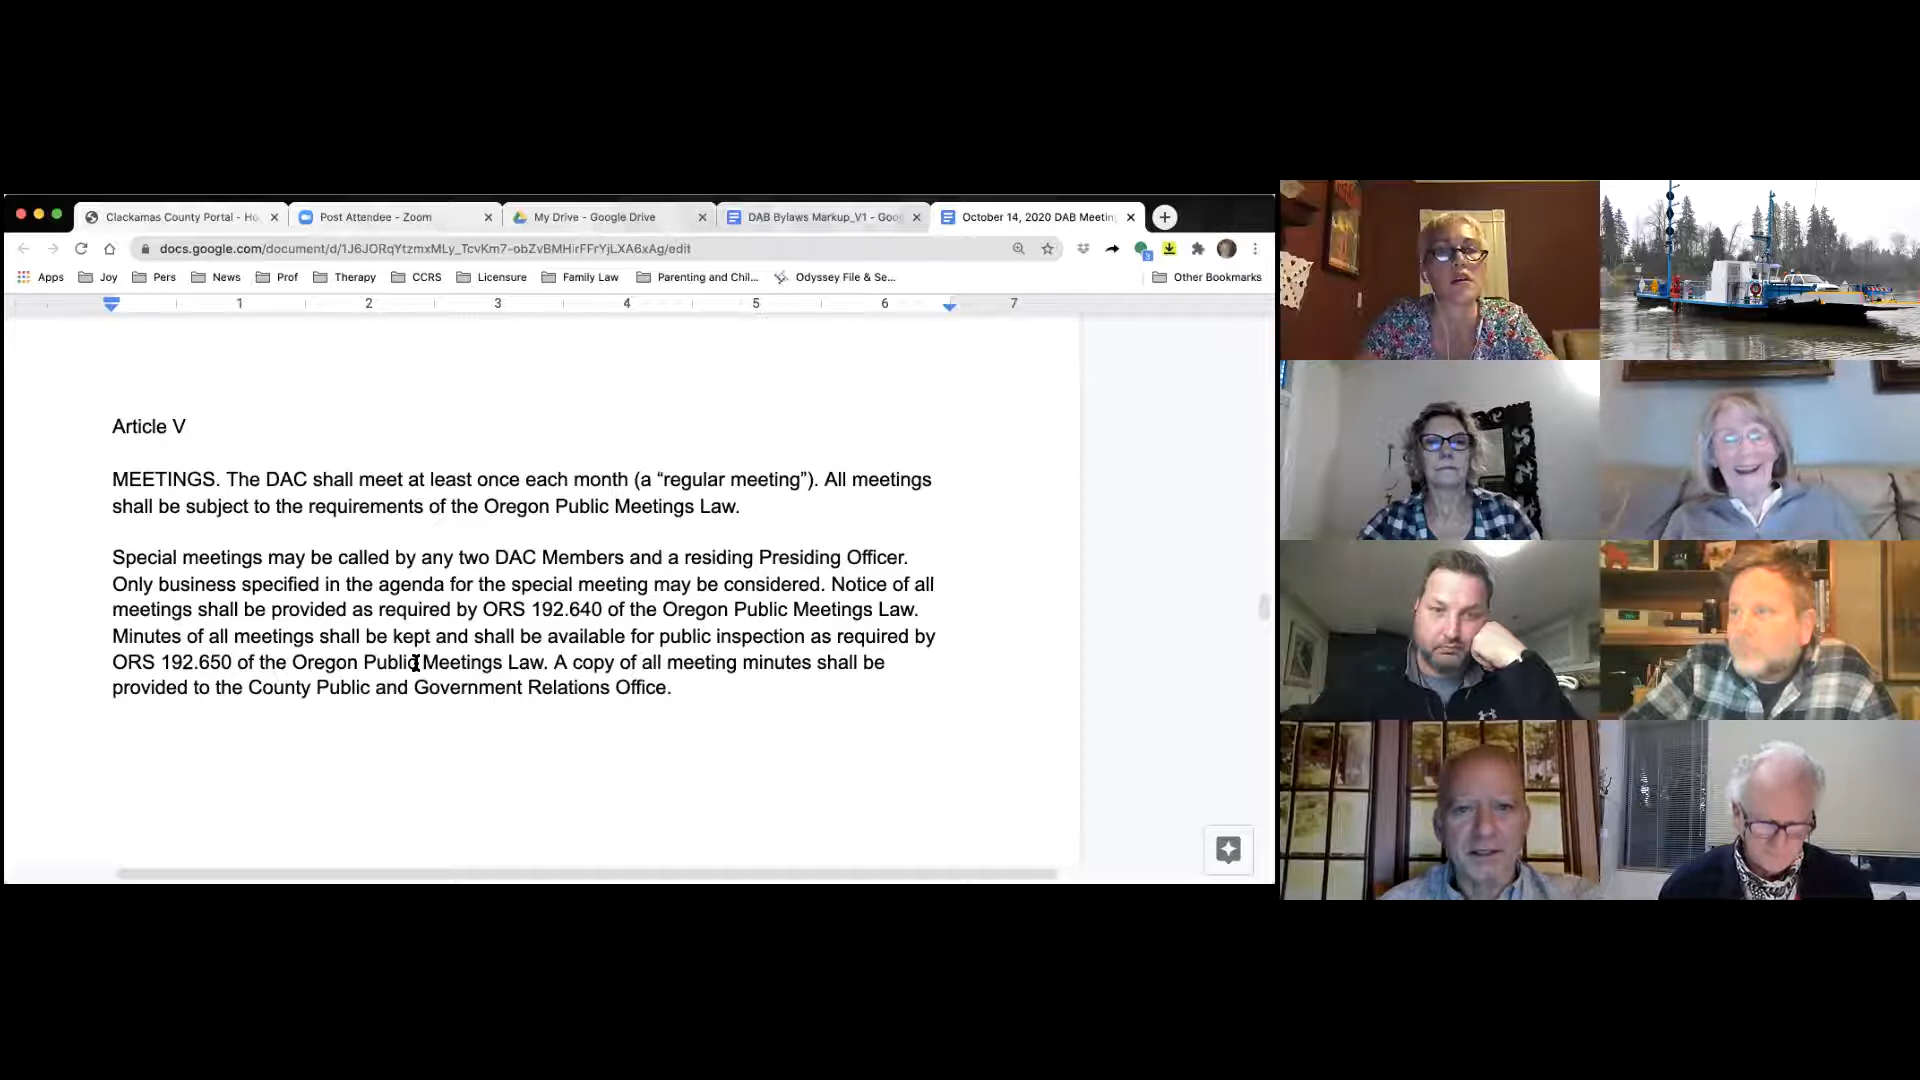 Clackamas County Portal - Ho
Post Attendee - Zoom
My Drive - Google Drive
DAB Bylaws Markup_V1 - Goo
October 14, 2020 DAB Meetin
docs.google.com/document/d/1J6JORqYtzmxMLy_TcvKm7-obZvBMHirFFrYjLXA6xAg/edit
Apps Joy Pers News Prof Therapy CCRS Licensure Family Law Parenting and Chil... Odyssey File & Se... Other Bookmarks
1 2 3 4 5 6 7
Article V
MEETINGS. The DAC shall meet at least once each month (a “regular meeting”). All meetings
shall be subject to the requirements of the Oregon Public Meetings Law.
Special meetings may be called by any two DAC Members and a residing Presiding Officer.
Only business specified in the agenda for the special meeting may be considered. Notice of all
meetings shall be provided as required by ORS 192.640 of the Oregon Public Meetings Law.
Minutes of all meetings shall be kept and shall be available for public inspection as required by
ORS 192.650 of the Oregon Public Meetings Law. A copy of all meeting minutes shall be
provided to the County Public and Government Relations Office.